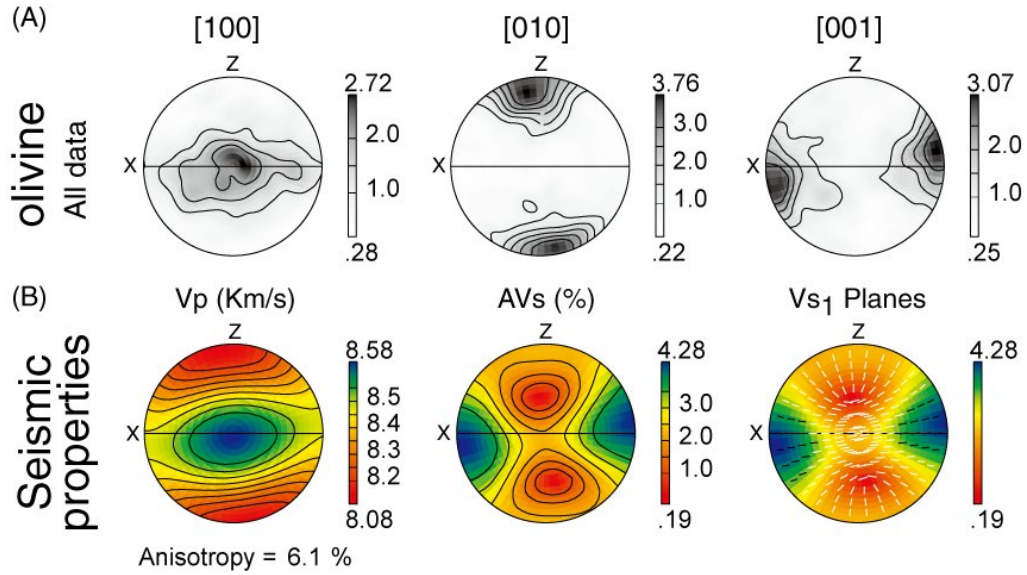 (A)
[100] [010] [001]
Z Z Z
2.72 3.76 3.07
olivine
All data
X X X
2.0 3.0 2.0
1.0 2.0 1.0
1.0
.28 .22 .25
(B)
Vp (Km/s) AVs (%) Vs1 Planes
Z Z Z
8.58 4.28 4.28
Seismic
properties
X X X
8.5 3.0
8.4 2.0
8.3 1.0
8.2
8.08 .19 .19
Anisotropy = 6.1 %